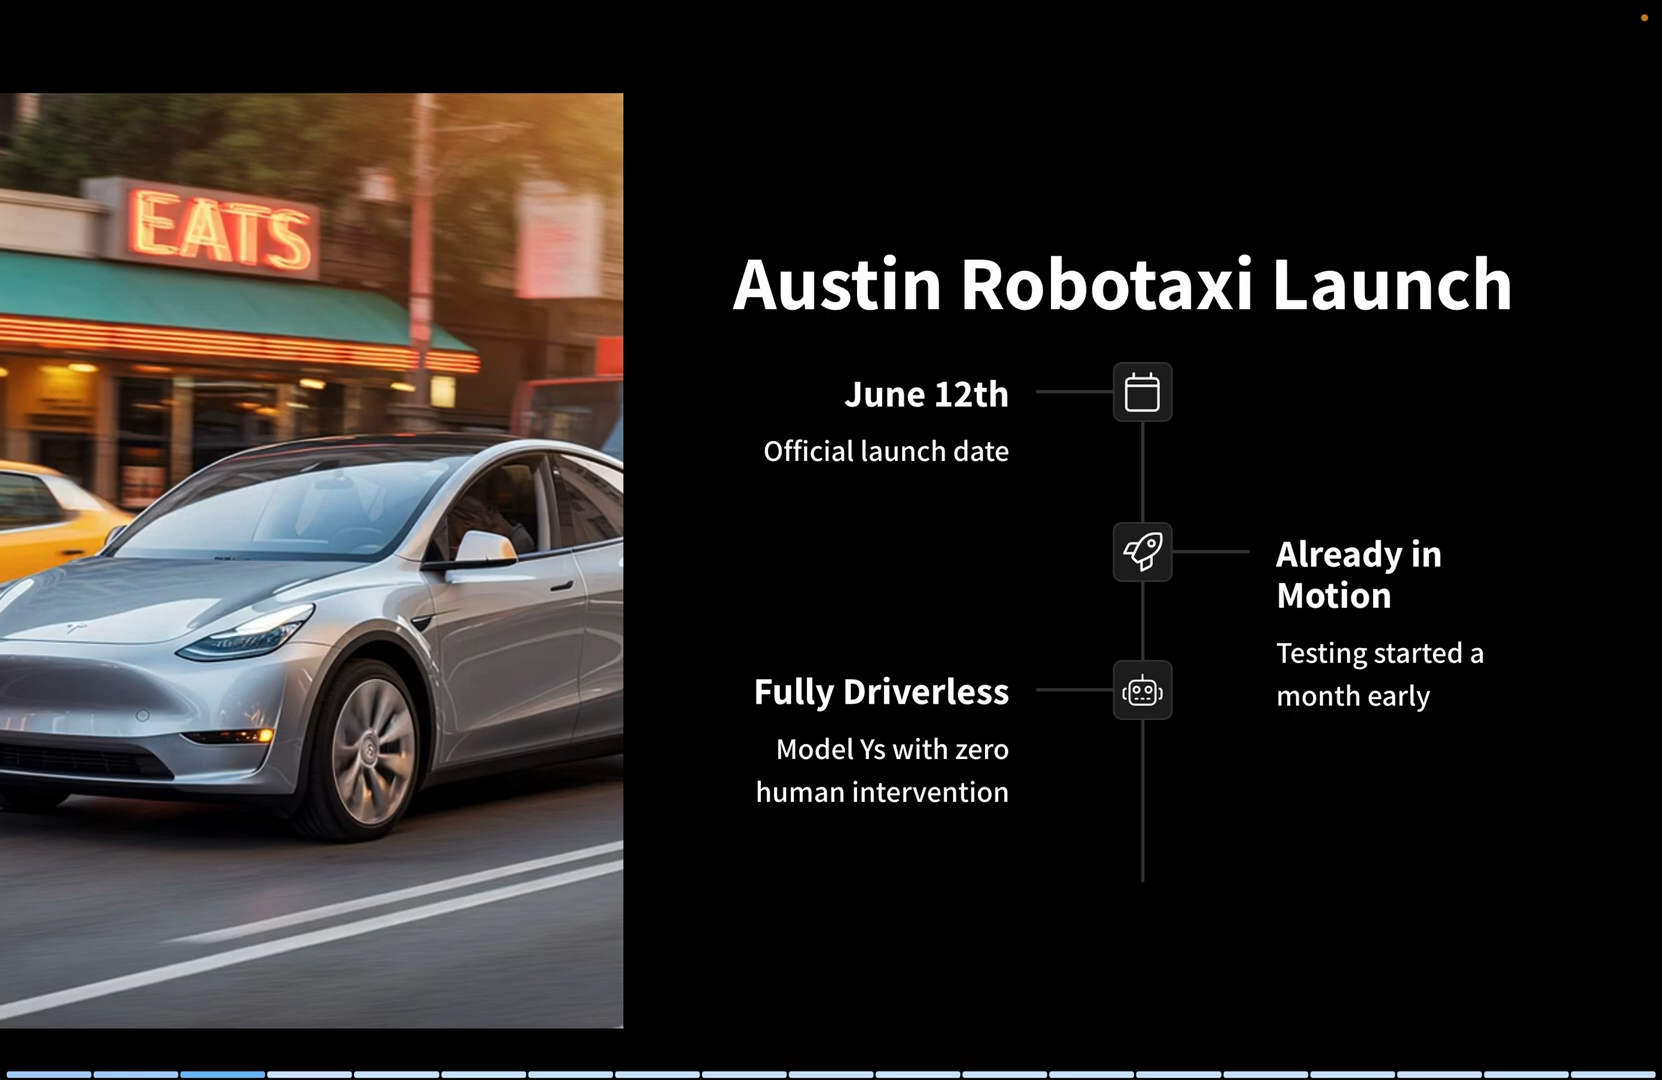 EATS
Austin Robotaxi Launch
June 12th
Official launch date
Already in
Motion
Testing started a
month early
Fully Driverless
Model Ys with zero
human intervention